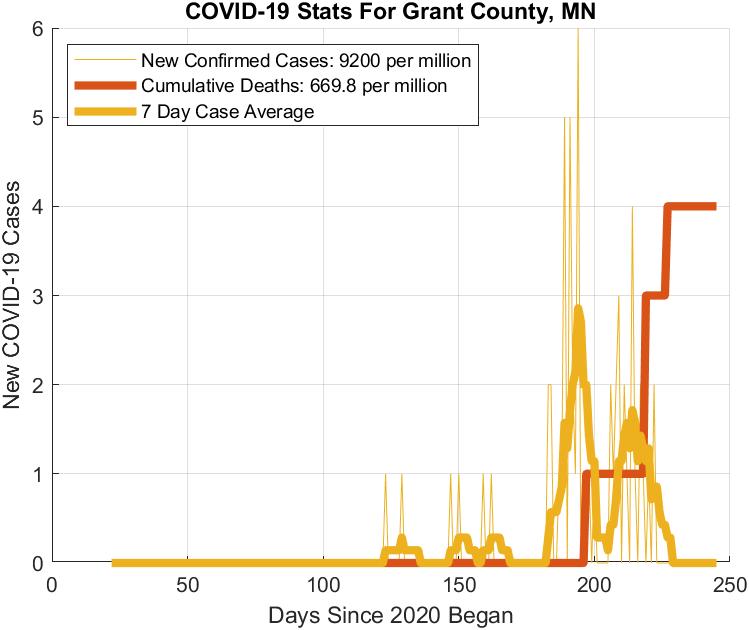 COVID-19 Stats For Grant County, MN
New Confirmed Cases: 9200 per million
Cumulative Deaths: 669.8 per million
7 Day Case Average
New COVID-19 Cases
6
5
4
3
2
1
0
0 50 100 150 200 250
Days Since 2020 Began